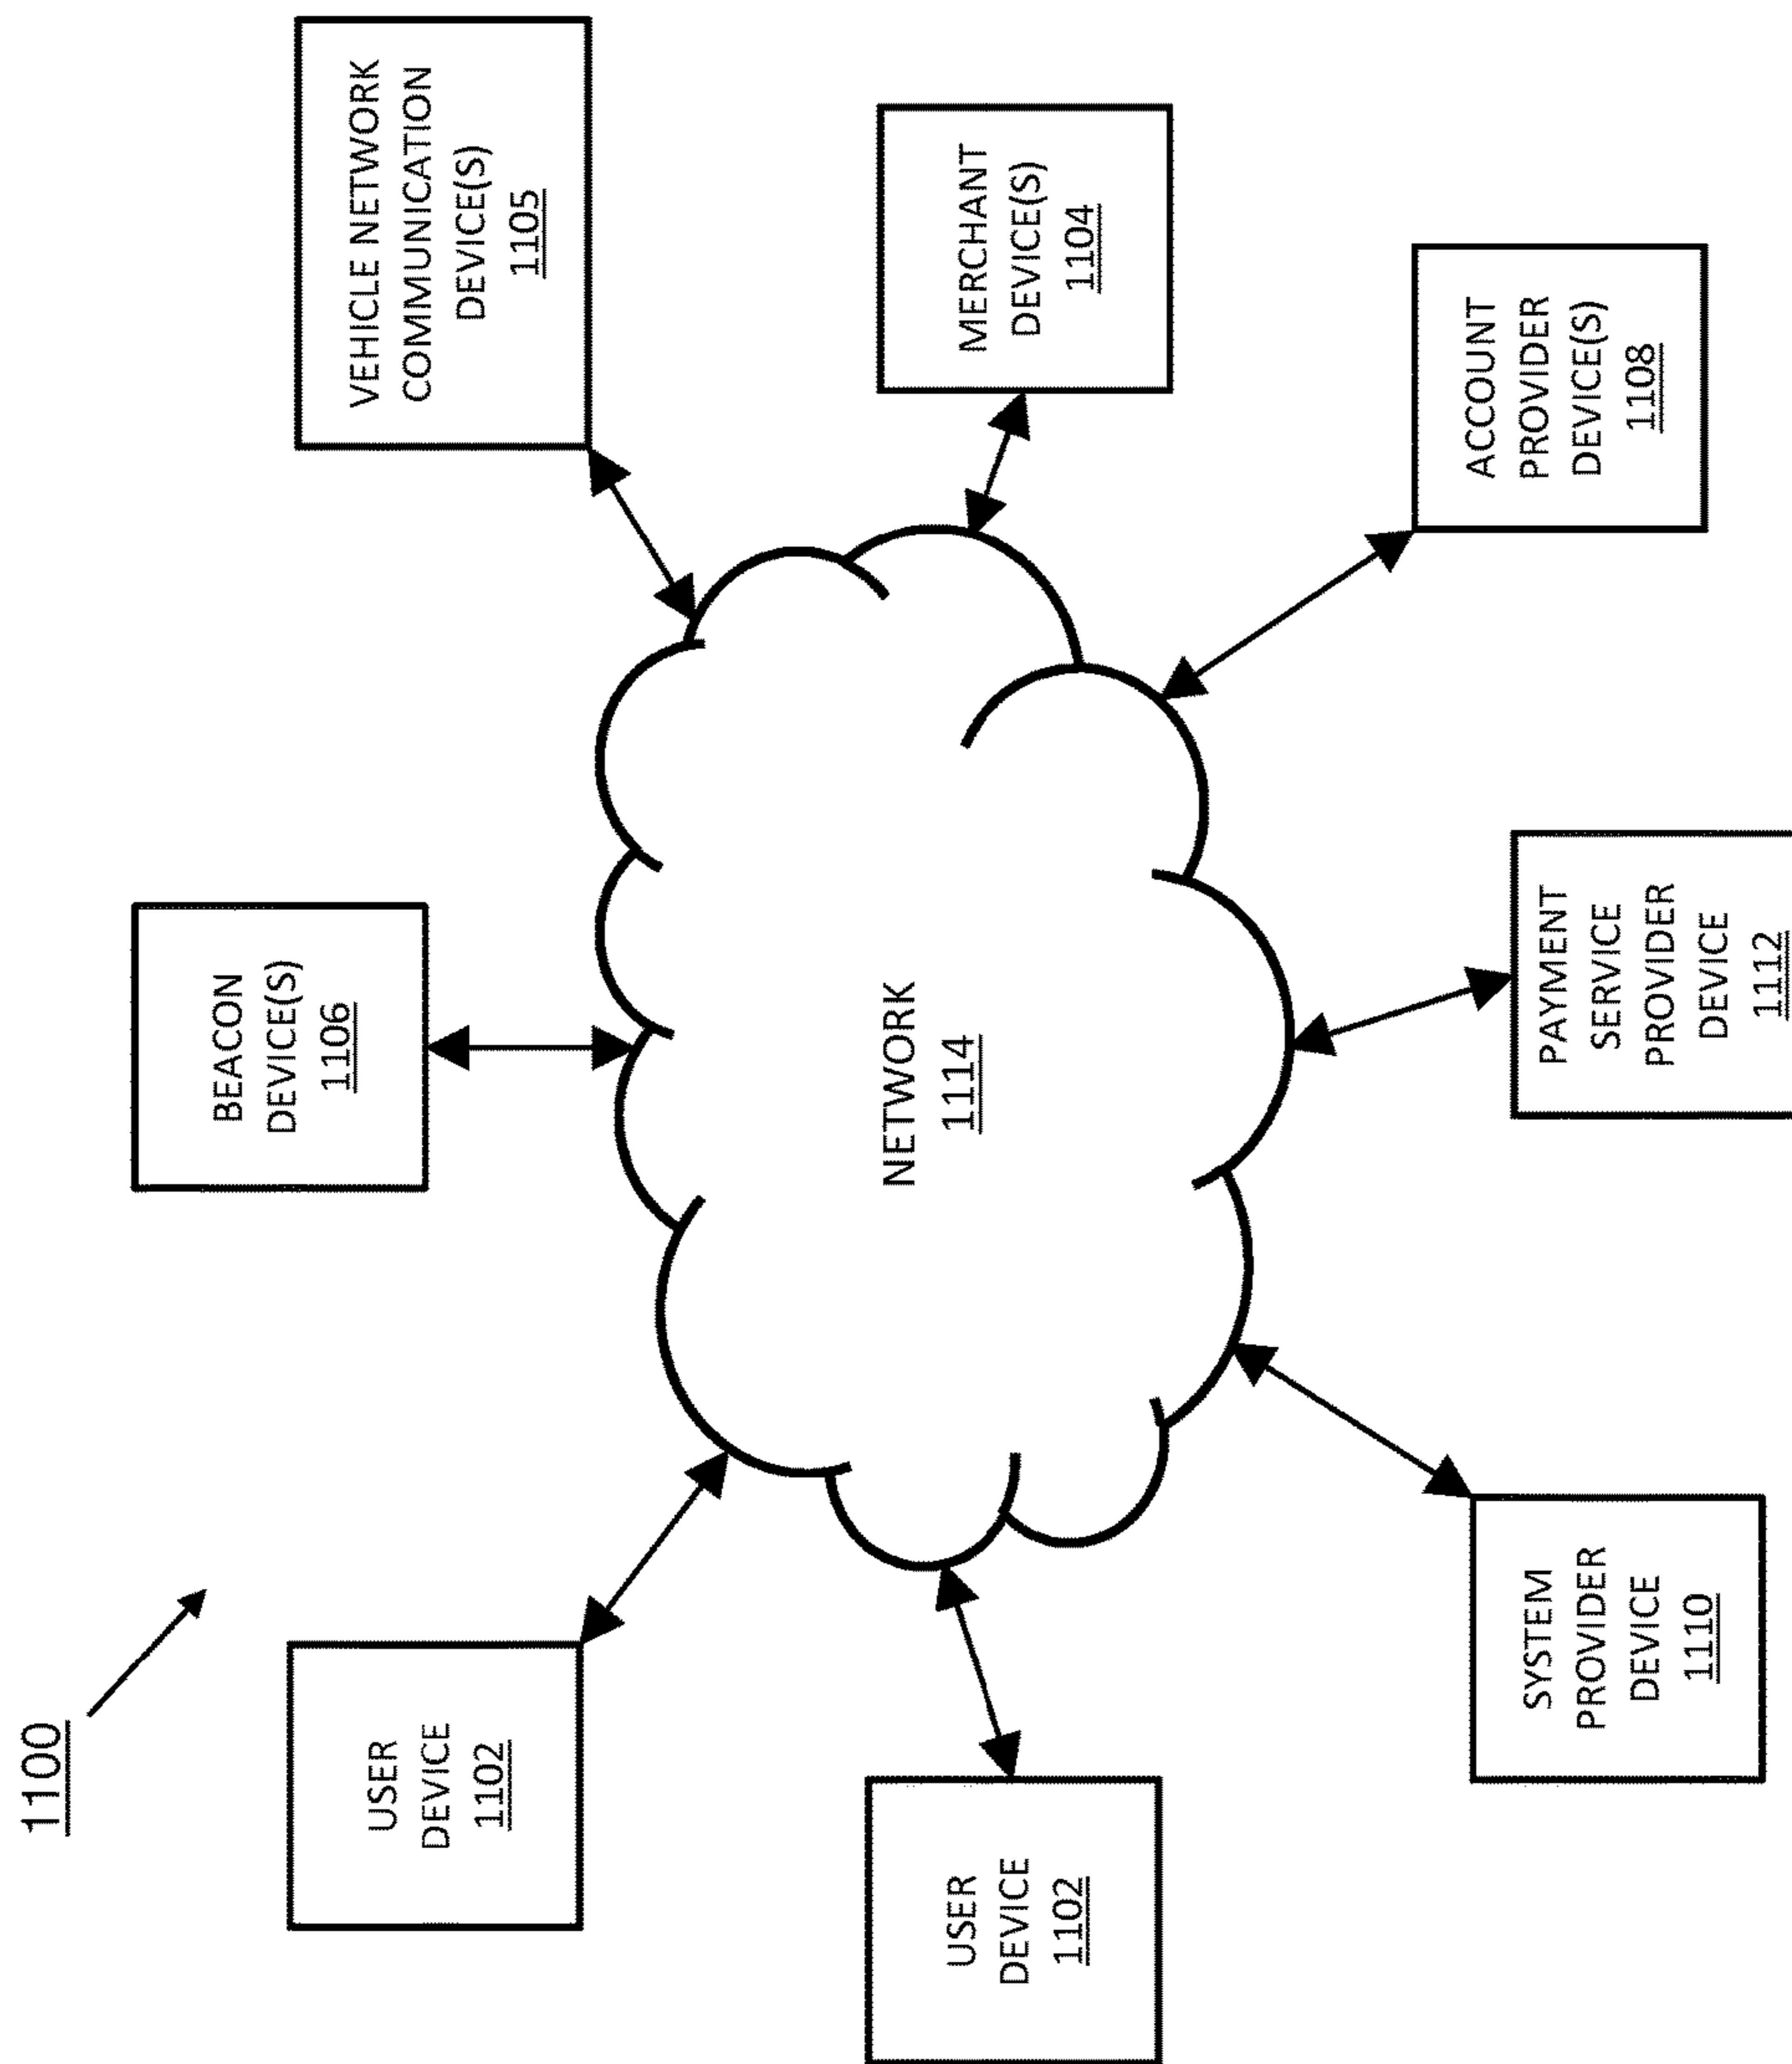 1100
USER
DEVICE
1102
BEACON
DEVICE(S)
1106
VEHICLE NETWORK
COMMUNICATION
DEVICE(S)
1105
USER
DEVICE
1102
NETWORK
1114
MERCHANT
DEVICE(S)
1104
SYSTEM
PROVIDER
DEVICE
1110
PAYMENT
SERVICE
PROVIDER
DEVICE
1112
ACCOUNT
PROVIDER
DEVICE(S)
1108